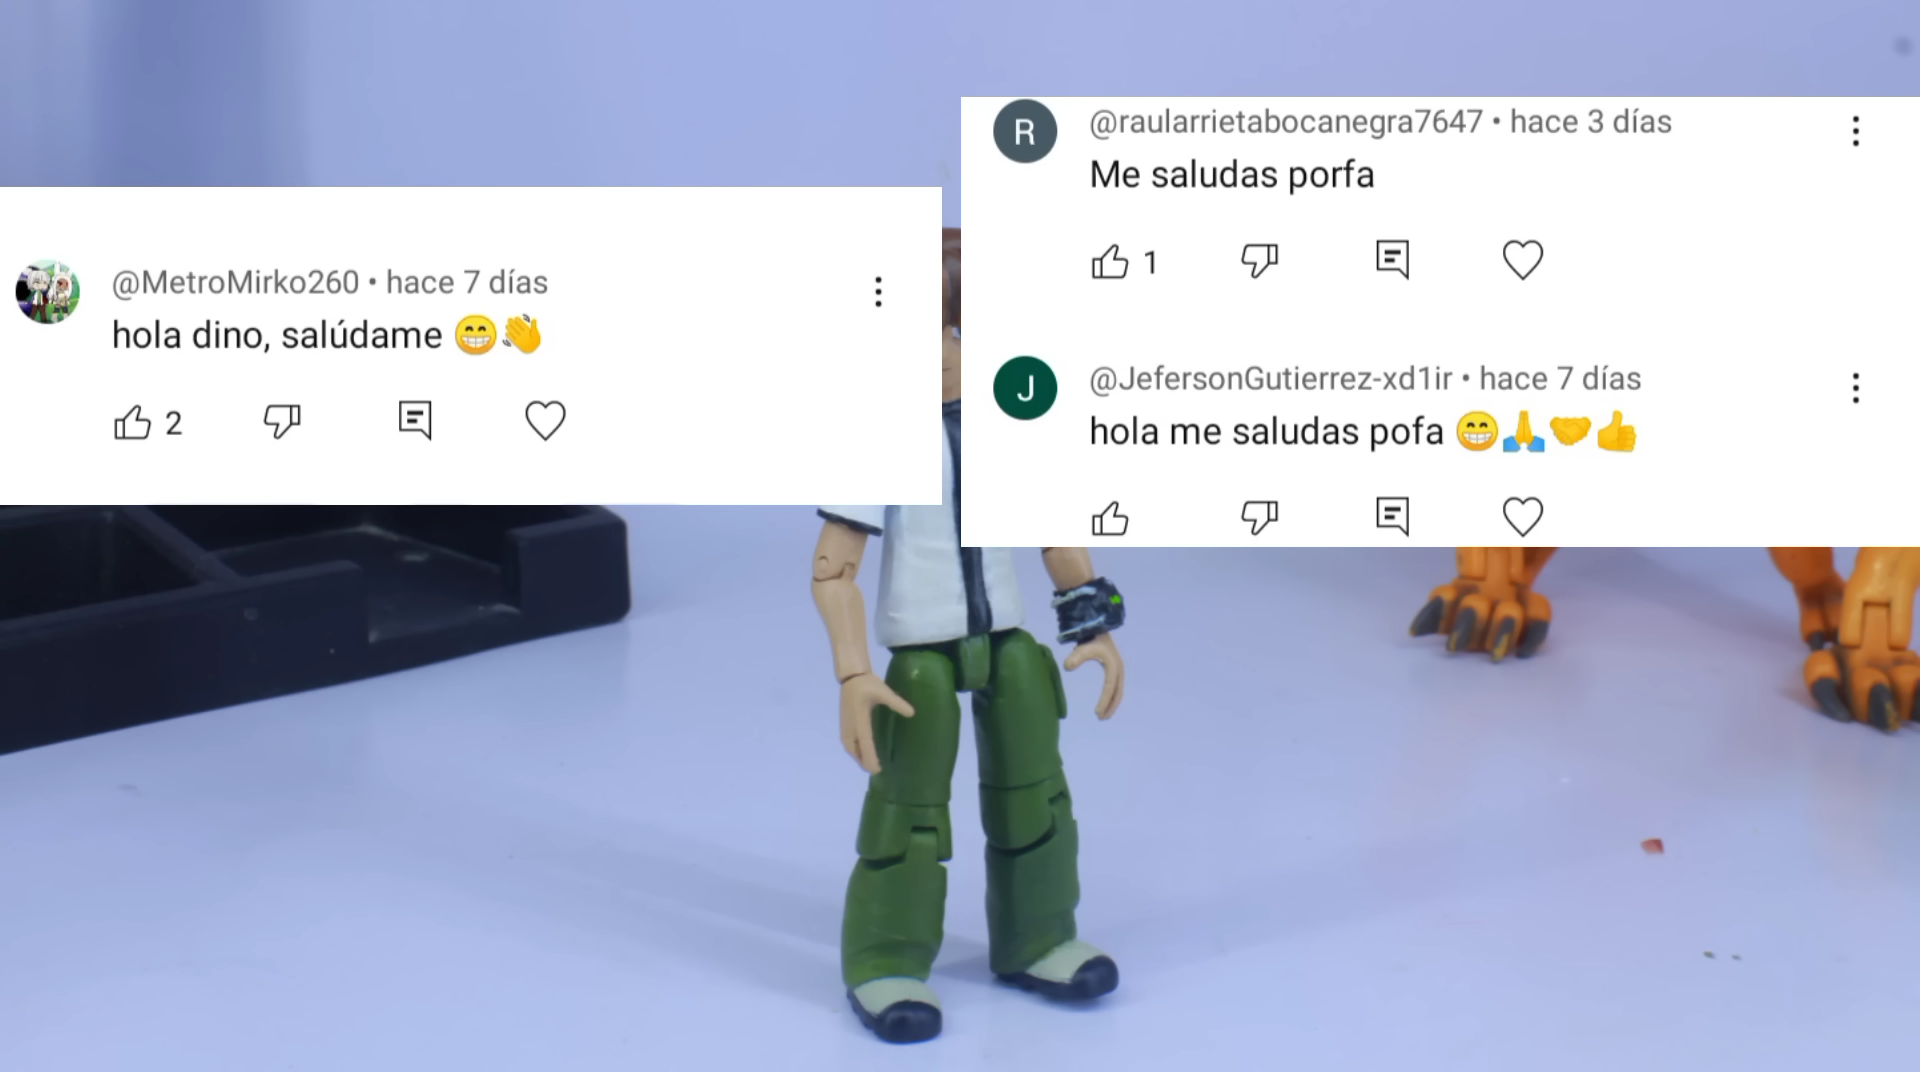 @MetroMirko260 • hace 7 días
hola dino, salúdame 😁👋
2
R
@raularrietabocanegra7647 • hace 3 días
Me saludas porfa
1
J
@JefersonGutierrez-xd1ir • hace 7 días
hola me saludas pofa 😁🙏🤝👍